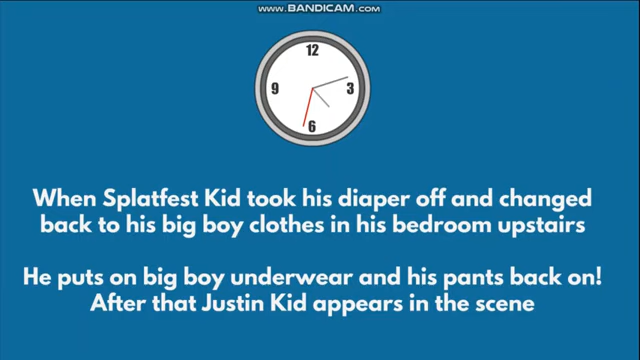 www.BANDICAM.com
12
9
3
6
When Splatfest Kid took his diaper off and changed
back to his big boy clothes in his bedroom upstairs
He puts on big boy underwear and his pants back on!
After that Justin Kid appears in the scene